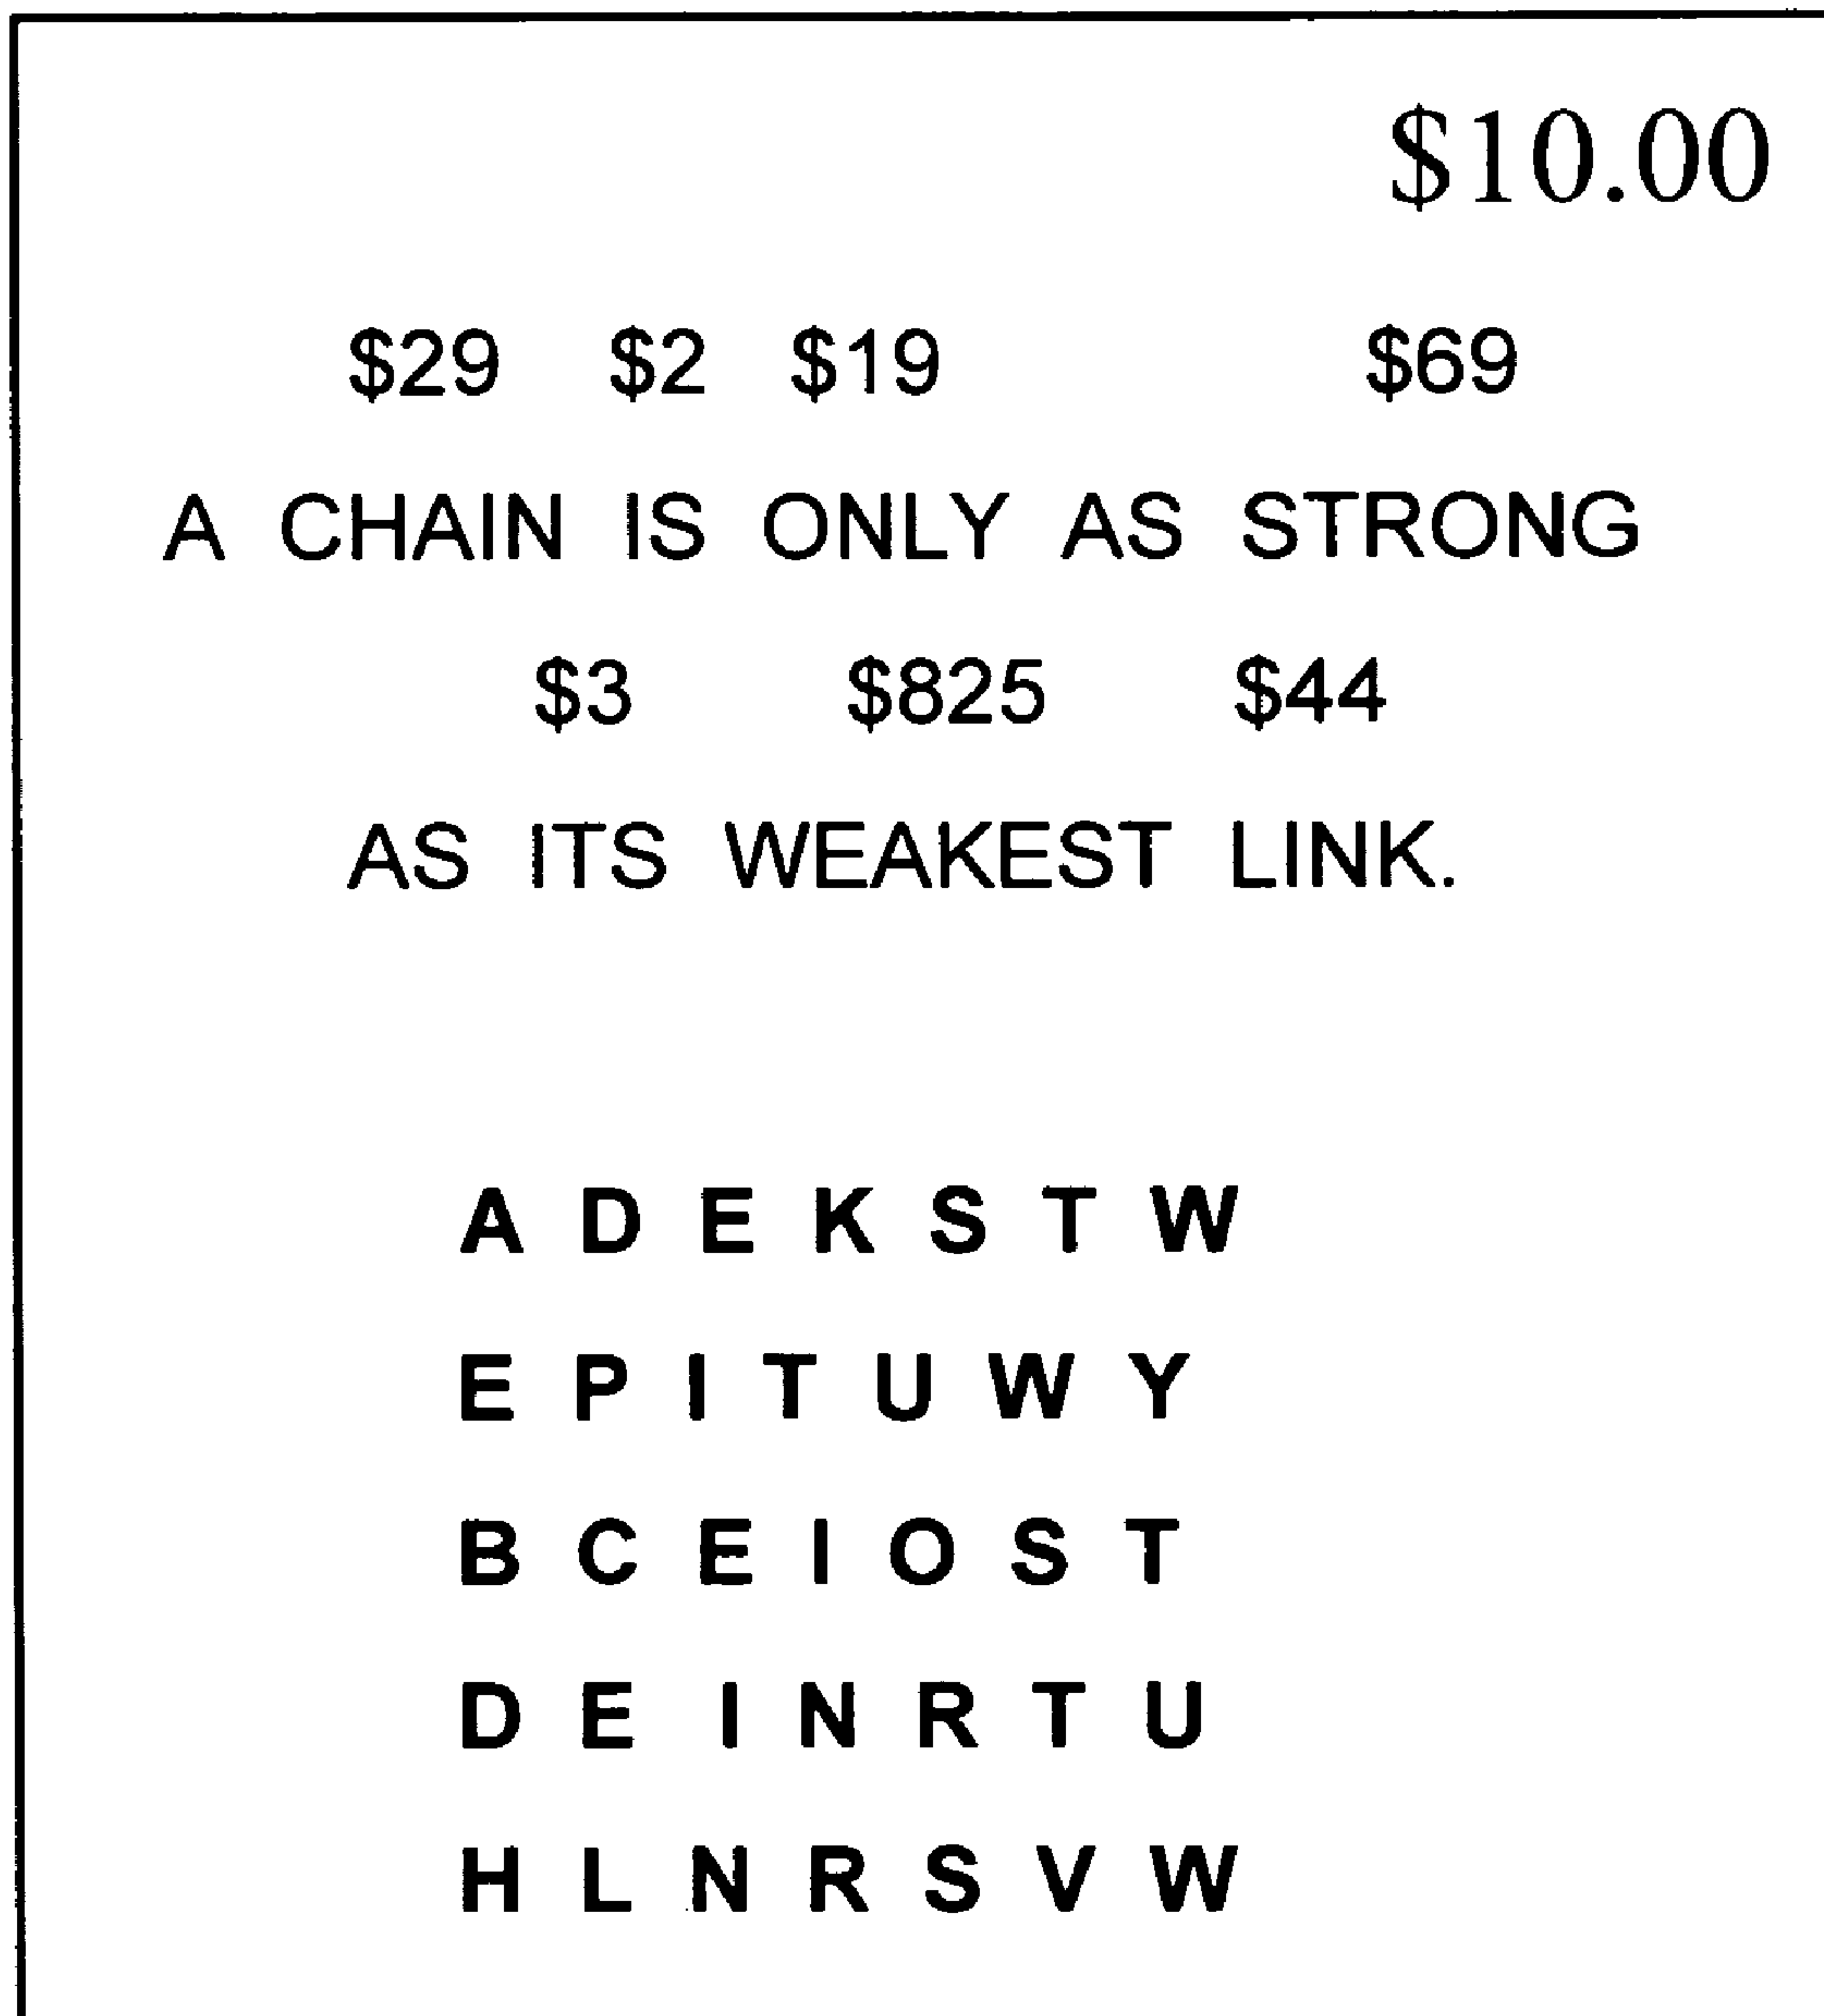 $10.00
$29 $2 $19 $69
A CHAIN IS ONLY AS STRONG
$3 $825 $44
AS ITS WEAKEST LINK.
A D E K S T W
E P I T U W Y
B C E I O S T
D E I N R T U
H L N R S V W